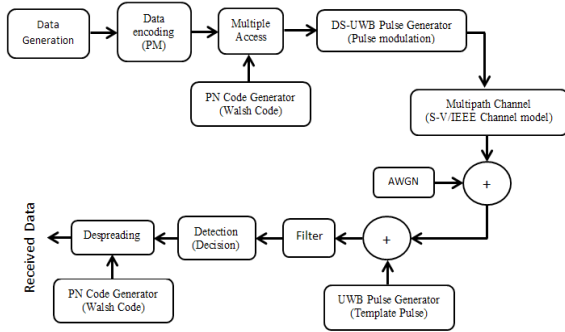 Data
Generation
Data
encoding
(PM)
Multiple
Access
DS-UWB Pulse Generator
(Pulse modulation)
PN Code Generator
(Walsh Code)
Multipath Channel
(S-V/IEEE Channel model)
AWGN
+
Received Data
Despreading
Detection
(Decision)
Filter
+
PN Code Generator
(Walsh Code)
UWB Pulse Generator
(Template Pulse)